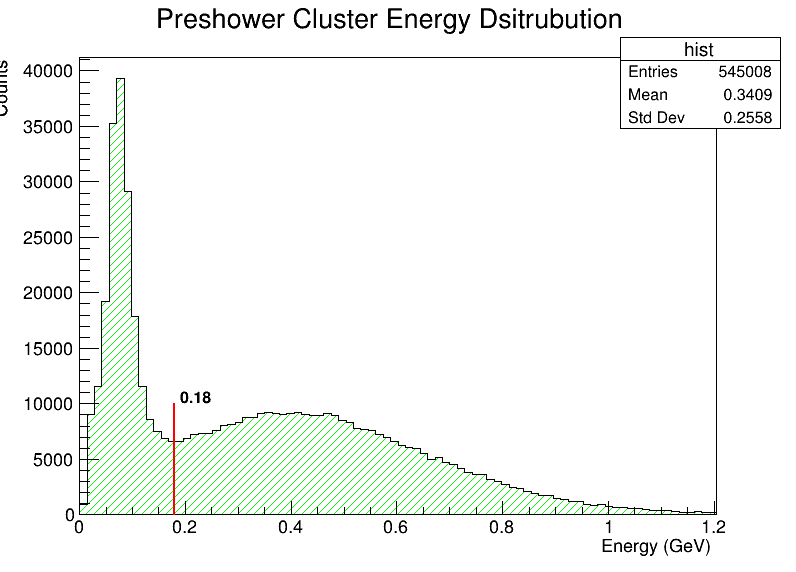 Preshower Cluster Energy Dsitrubution
hist
Entries 545008
Mean 0.3409
Std Dev 0.2558
Counts
40000
35000
30000
25000
20000
15000
10000
5000
0
0.18
0 0.2 0.4 0.6 0.8 1 1.2
Energy (GeV)